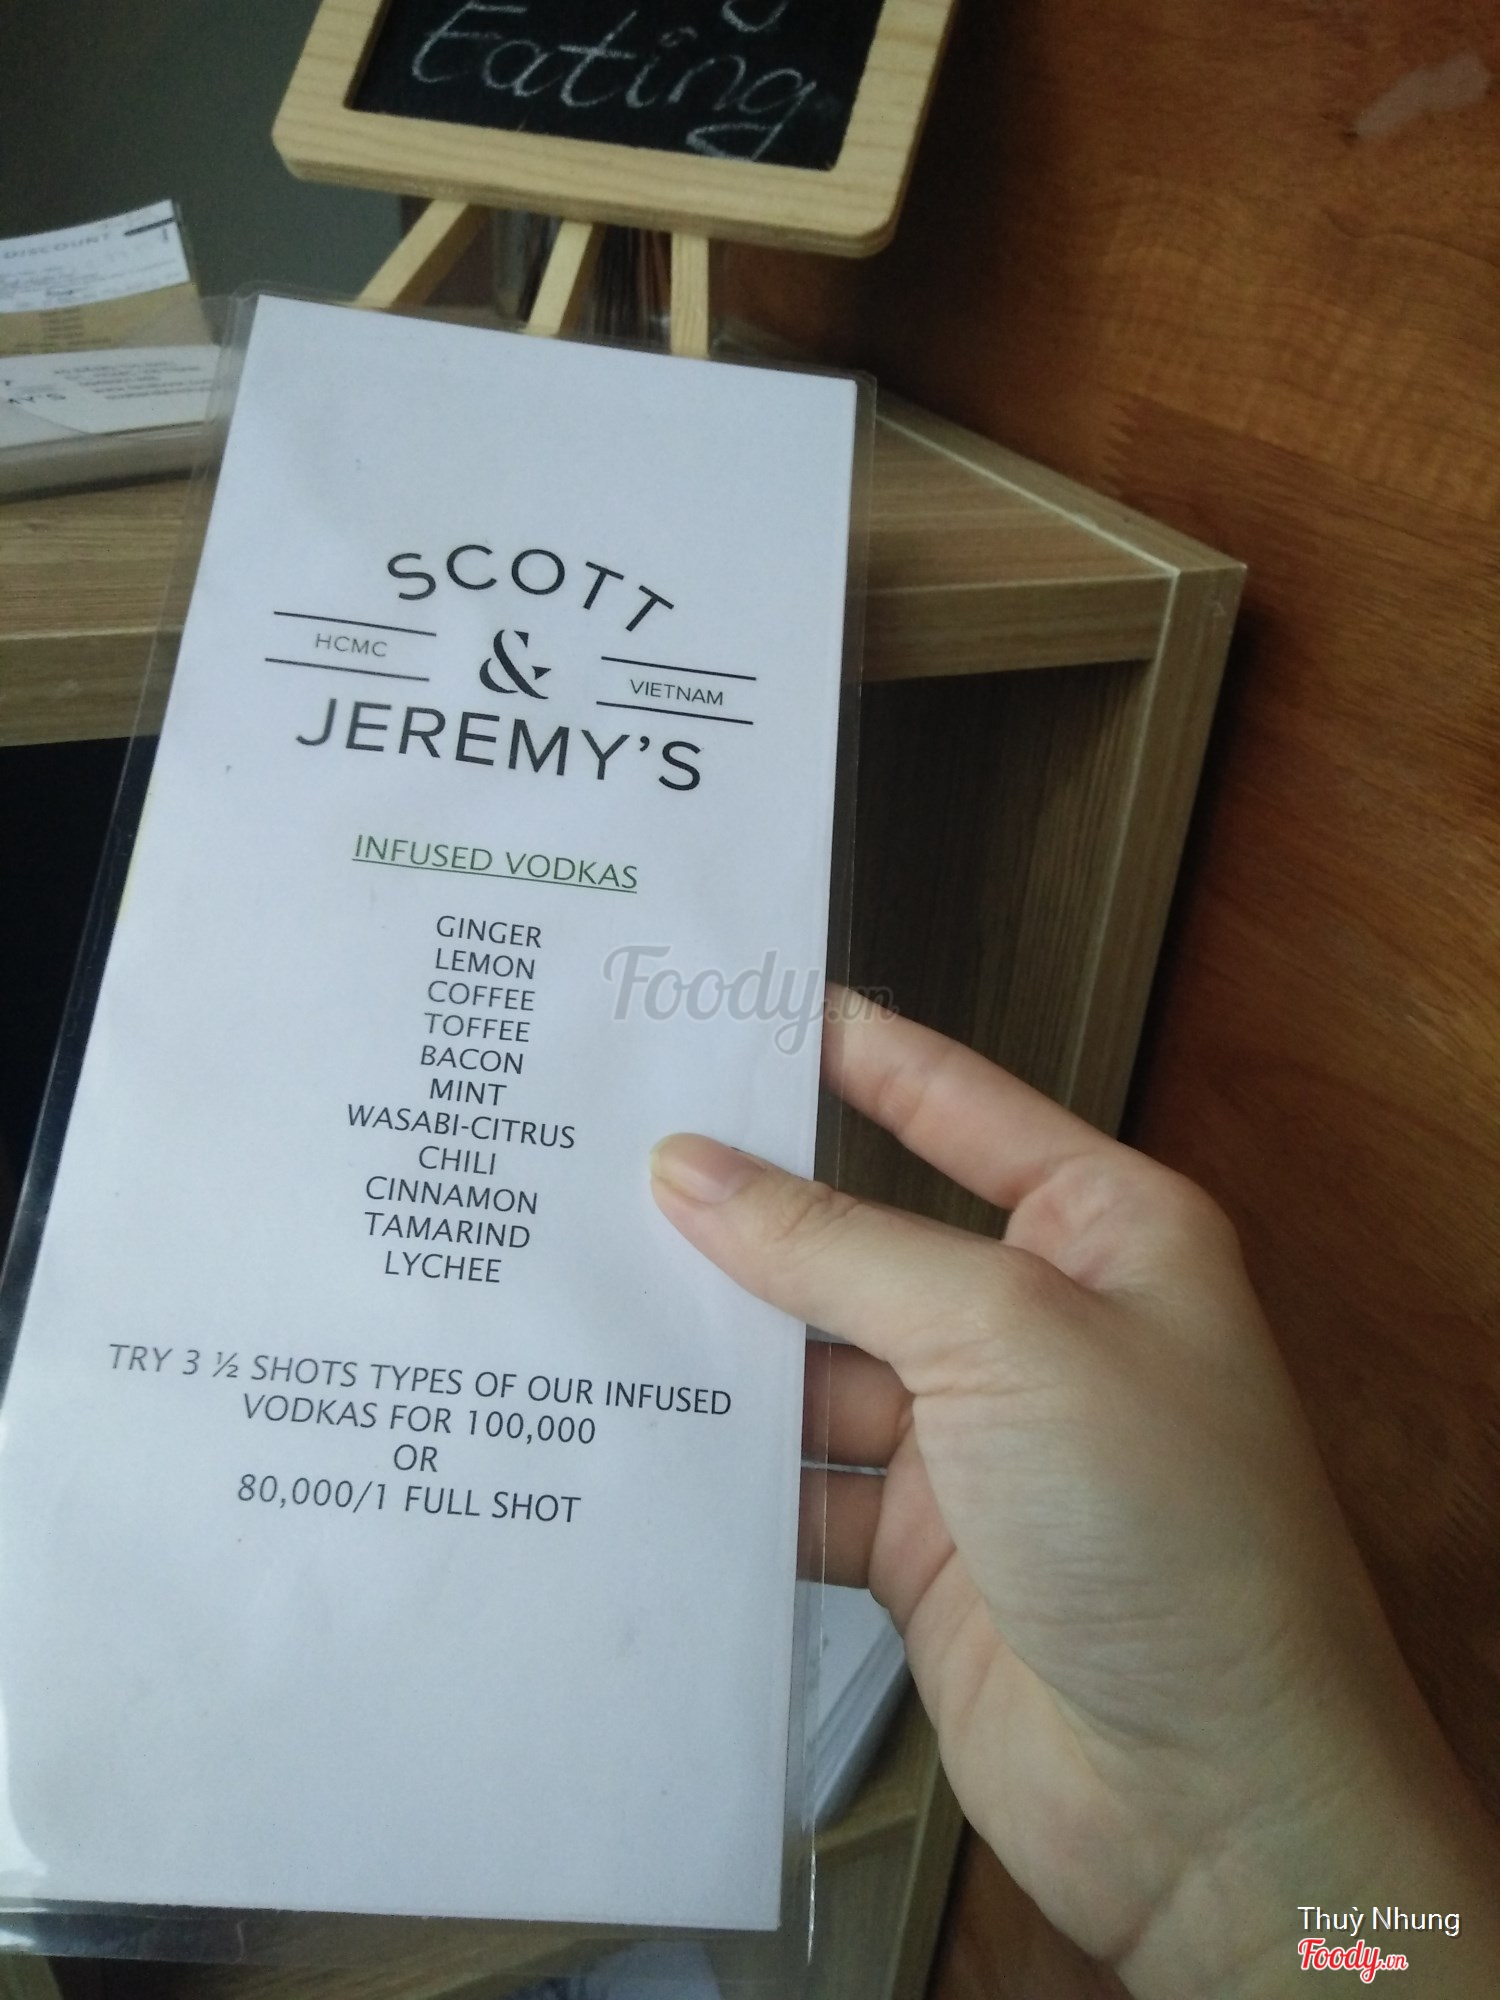 Eating
DISCOUNT
SCOTT
HCMC
&
VIETNAM
JEREMY'S
INFUSED VODKAS
GINGER
LEMON
COFFEE
TOFFEE
BACON
MINT
WASABI-CITRUS
CHILI
CINNAMON
TAMARIND
LYCHEE
TRY 3 ½ SHOTS TYPES OF OUR INFUSED
VODKAS FOR 100,000
OR
80,000/1 FULL SHOT
Foody.vn
Thuỳ Nhung
Foody.vn